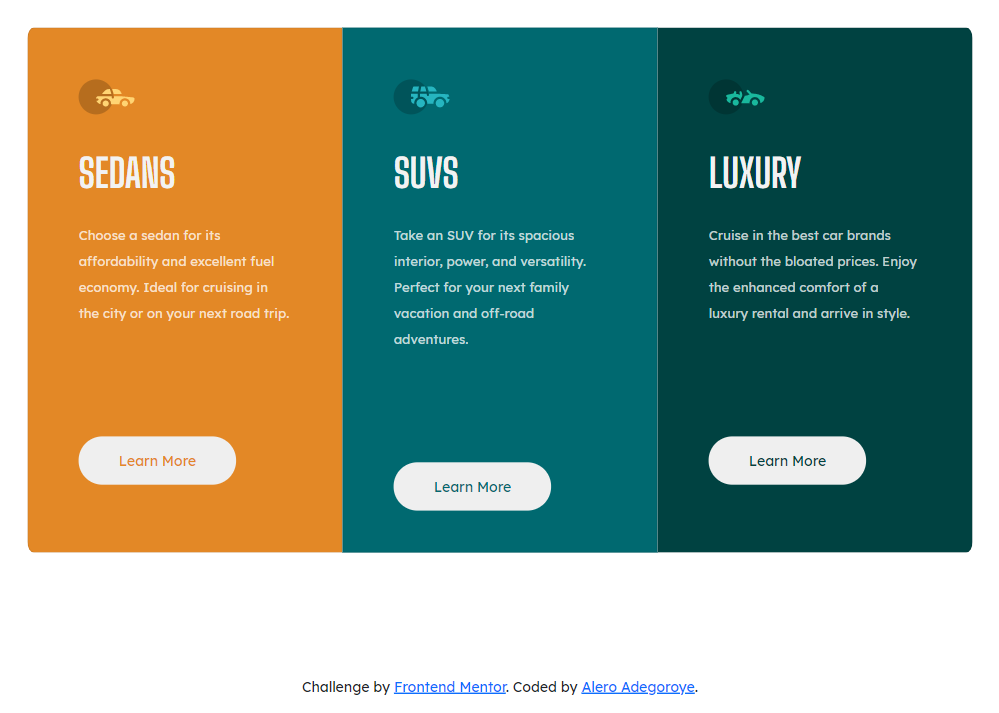 SEDANS
Choose a sedan for its
affordability and excellent fuel
economy. Ideal for cruising in
the city or on your next road trip.
Learn More
SUVS
Take an SUV for its spacious
interior, power, and versatility.
Perfect for your next family
vacation and off-road
adventures.
Learn More
LUXURY
Cruise in the best car brands
without the bloated prices. Enjoy
the enhanced comfort of a
luxury rental and arrive in style.
Learn More
Challenge by Frontend Mentor. Coded by Alero Adegoroye.